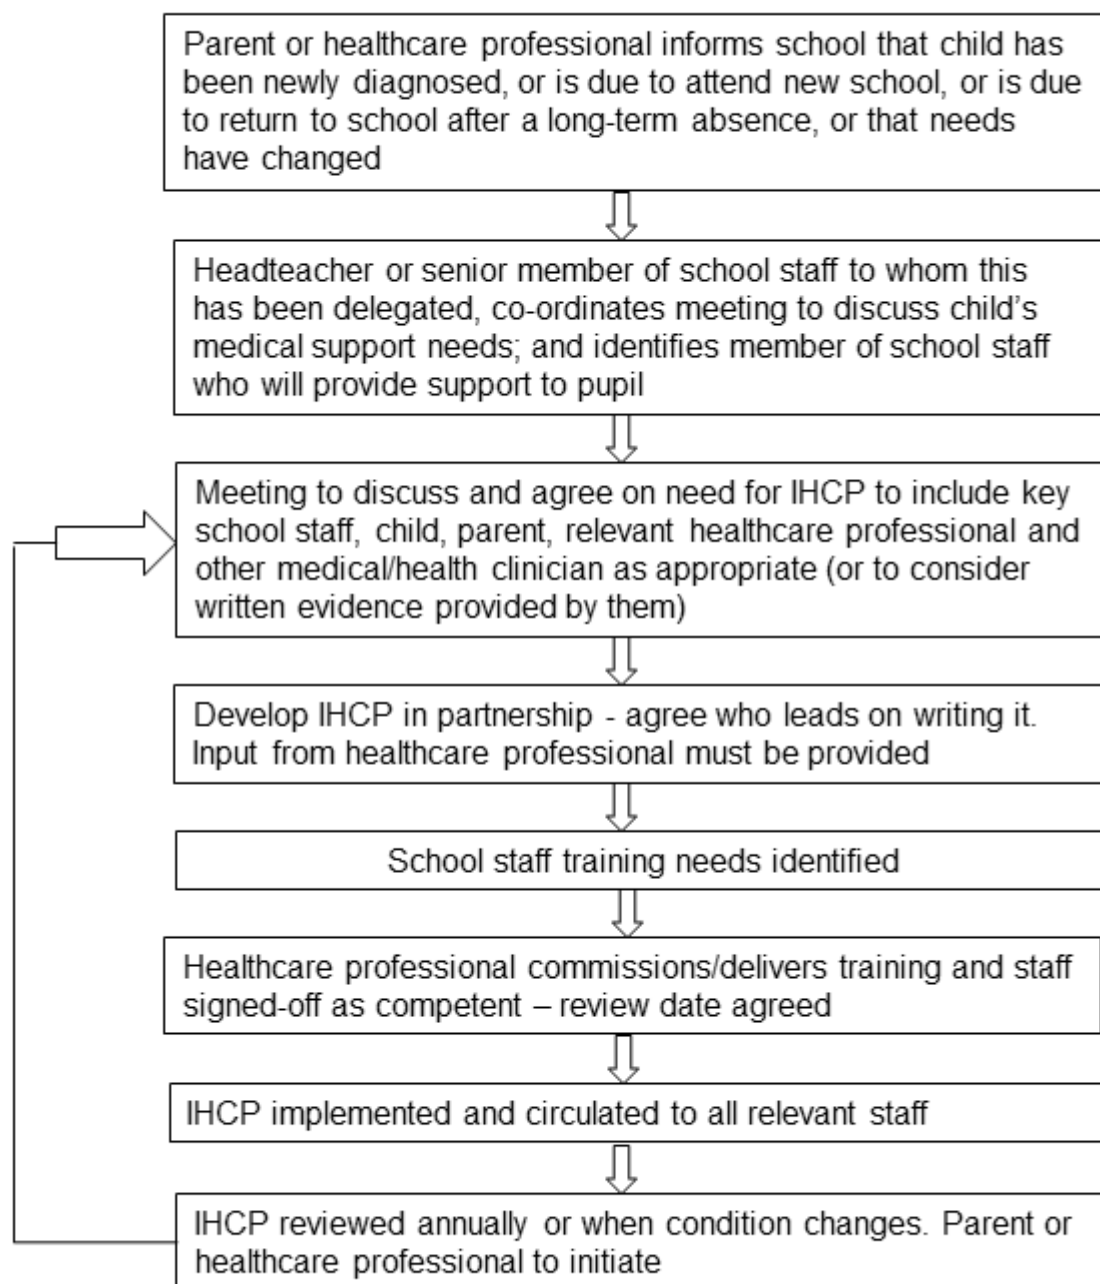 Parent or healthcare professional informs school that child has
been newly diagnosed, or is due to attend new school, or is due
to return to school after a long-term absence, or that needs
have changed
Headteacher or senior member of school staff to whom this
has been delegated, co-ordinates meeting to discuss child’s
medical support needs; and identifies member of school staff
who will provide support to pupil
Meeting to discuss and agree on need for IHCP to include key
school staff, child, parent, relevant healthcare professional and
other medical/health clinician as appropriate (or to consider
written evidence provided by them)
Develop IHCP in partnership - agree who leads on writing it.
Input from healthcare professional must be provided
School staff training needs identified
Healthcare professional commissions/delivers training and staff
signed-off as competent – review date agreed
IHCP implemented and circulated to all relevant staff
IHCP reviewed annually or when condition changes. Parent or
healthcare professional to initiate